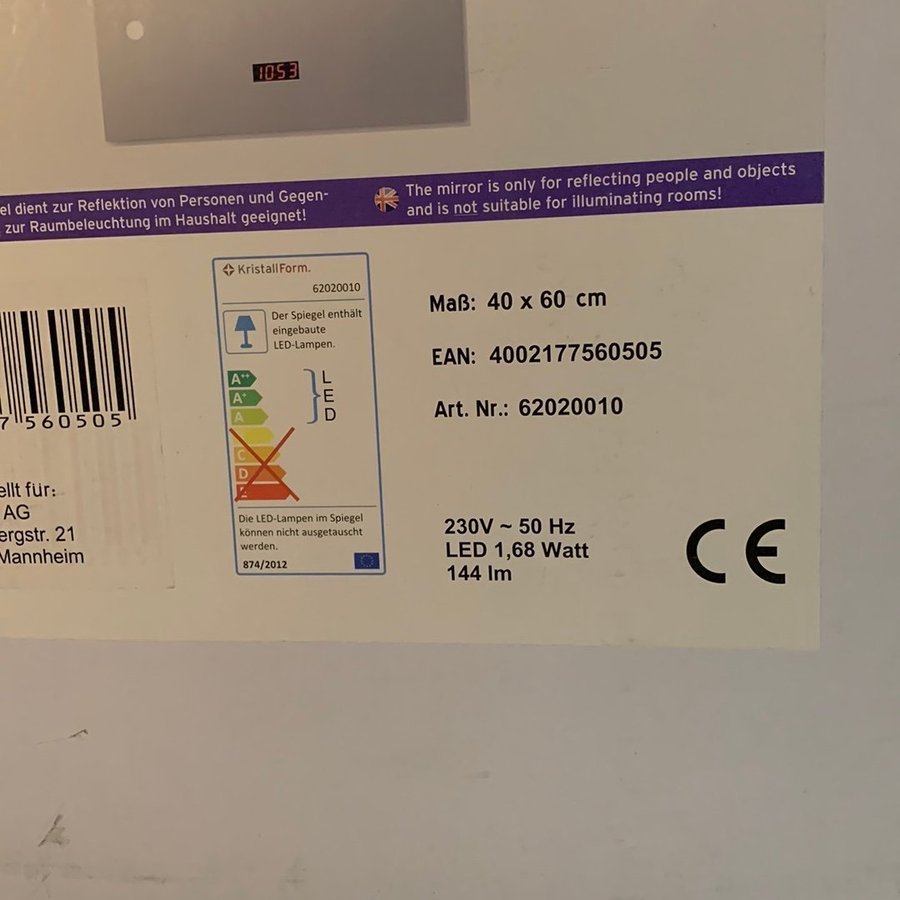 10:53
el dient zur Reflektion von Personen und Gegen-
zur Raumbeleuchtung im Haushalt geeignet!
The mirror is only for reflecting people and objects
and is not suitable for illuminating rooms!
7 560505
ellt für:
AG
ergstr. 21
Mannheim
KristallForm.
62020010
Der Spiegel enthält
eingebaute
LED-Lampen.
A++
A+
A
C
D
E
L
E
D
Die LED-Lampen im Spiegel
können nicht ausgetauscht
werden.
874/2012
Maß: 40 x 60 cm
EAN: 4002177560505
Art. Nr.: 62020010
230V ~ 50 Hz
LED 1,68 Watt
144 lm
CE